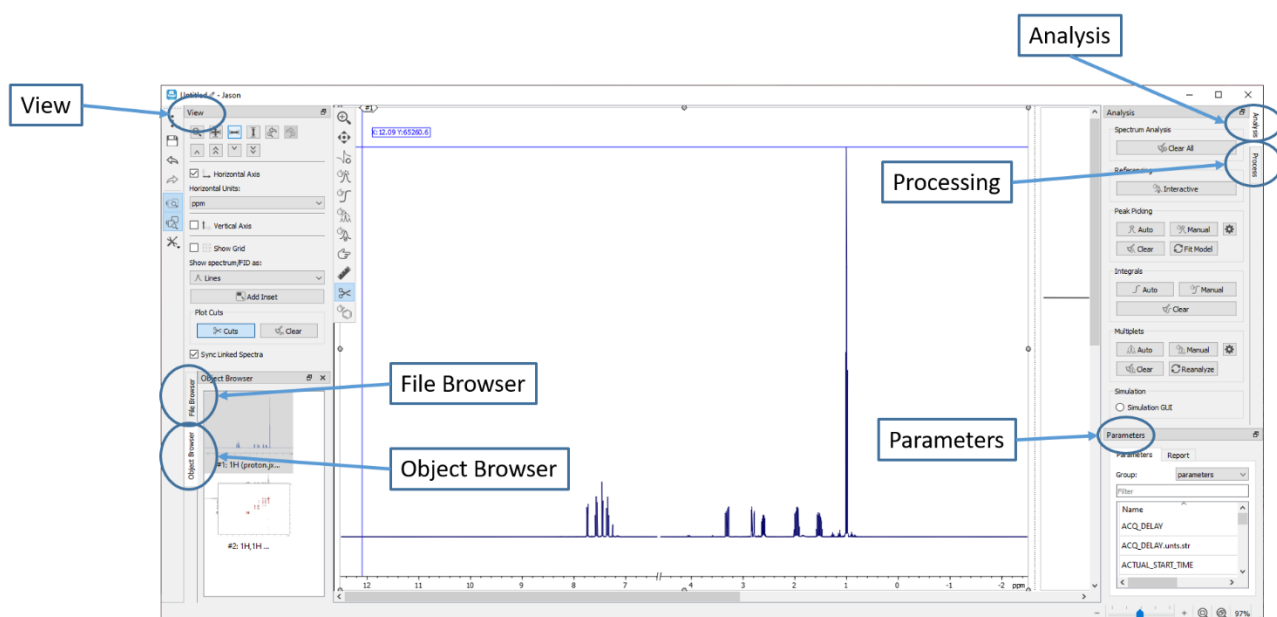 Analysis
View
Processing
File Browser
Object Browser
Parameters
Untitled * - Jason
View
Horizontal Axis
Horizontal Units:
ppm
Vertical Axis
Show Grid
Show spectrum/FID as:
Lines
Add Inset
Plot Cuts
Cuts
Clear
Sync Linked Spectra
File Browser
Object Browser
Object Browser
#1: 1H (proton.jx...
#2: 1H,1H ...
#1
X:12.09 Y:65260.6
12 11 10 9 8 7 4 3 2 1 0 -1 -2 ppm
Analysis
Analysis
Process
Spectrum Analysis
Clear All
Referencing
Interactive
Peak Picking
Auto Manual
Clear Fit Model
Integrals
Auto Manual
Clear
Multiplets
Auto Manual
Clear Reanalyze
Simulation
Simulation GUI
Parameters
Parameters Report
Group: parameters
Filter
Name
ACQ_DELAY
ACQ_DELAY.unts.str
ACTUAL_START_TIME
97%